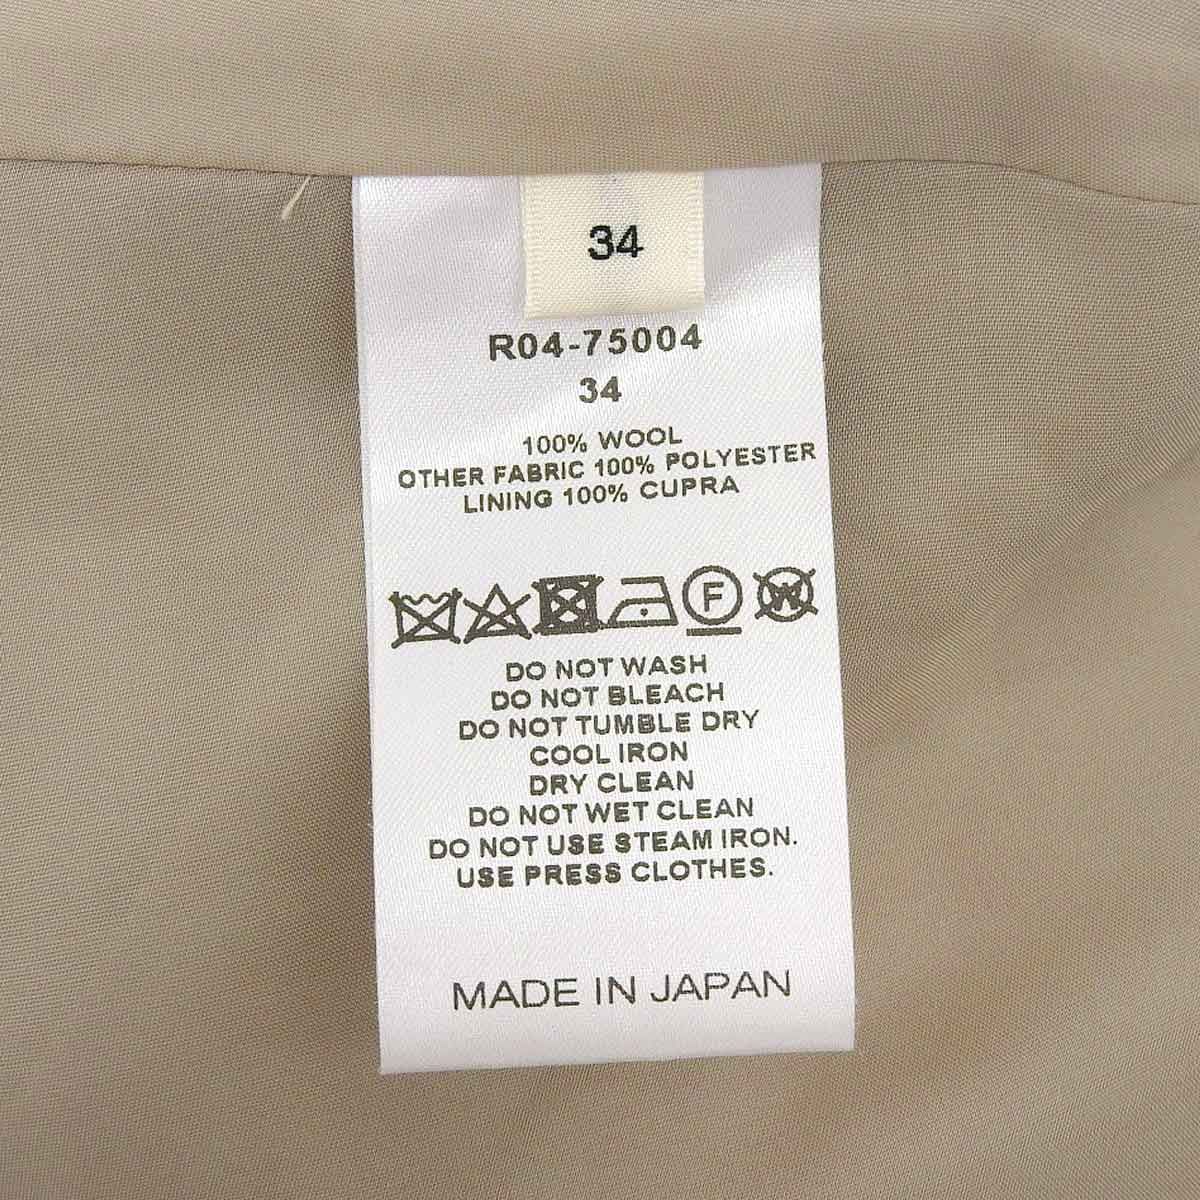 34
R04-75004
34
100% WOOL
OTHER FABRIC 100% POLYESTER
LINING 100% CUPRA
F W
DO NOT WASH
DO NOT BLEACH
DO NOT TUMBLE DRY
COOL IRON
DRY CLEAN
DO NOT WET CLEAN
DO NOT USE STEAM IRON.
USE PRESS CLOTHES.
MADE IN JAPAN